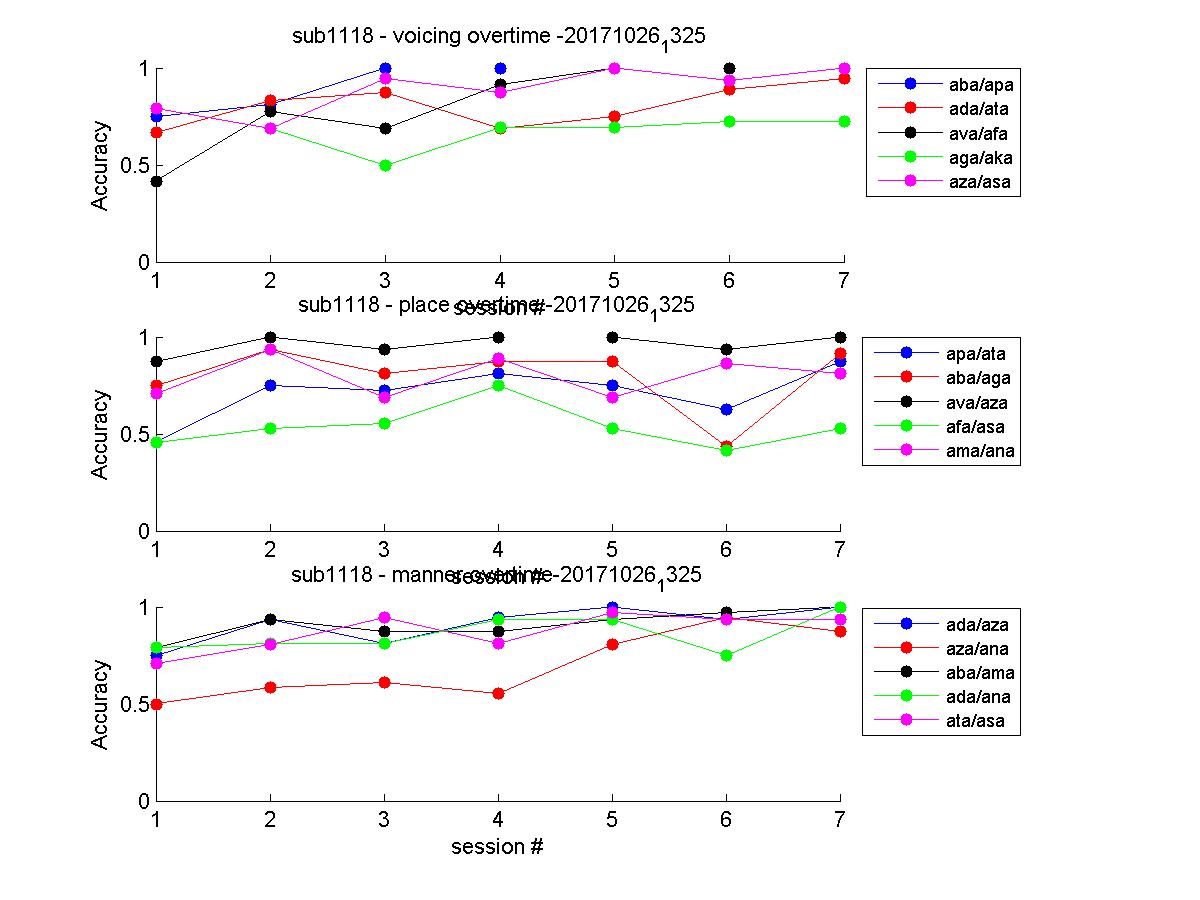 sub1118 - voicing overtime -20171026₁325
1
0.5
0
Accuracy
1 2 3 4 5 6 7
session #
aba/apa
ada/ata
ava/afa
aga/aka
aza/asa
sub1118 - place overtime -20171026₁325
1
0.5
0
Accuracy
1 2 3 4 5 6 7
session #
apa/ata
aba/aga
ava/aza
afa/asa
ama/ana
sub1118 - manner overtime -20171026₁325
1
0.5
0
Accuracy
1 2 3 4 5 6 7
session #
ada/aza
aza/ana
aba/ama
ada/ana
ata/asa